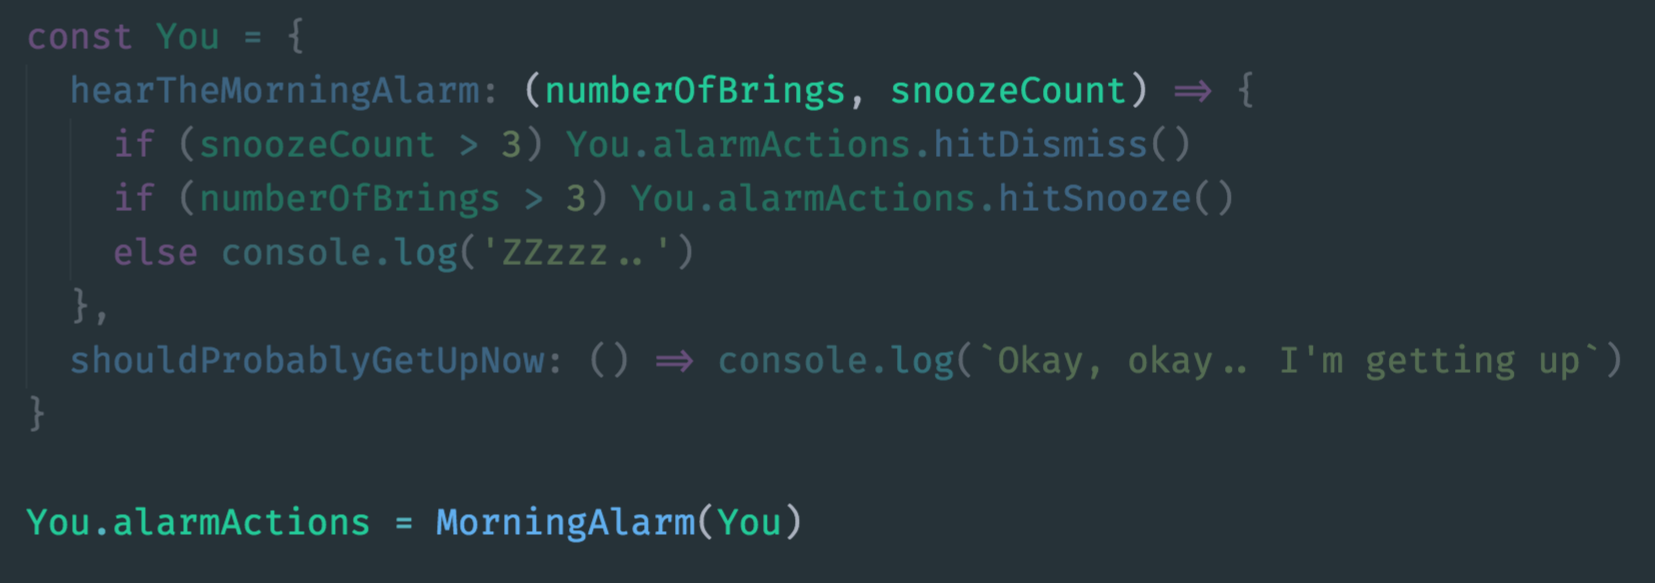 const You = {
hearTheMorningAlarm: (numberOfBrings, snoozeCount) => {
if (snoozeCount > 3) You.alarmActions.hitDismiss()
if (numberOfBrings > 3) You.alarmActions.hitSnooze()
else console.log('ZZzzz..')
},
shouldProbablyGetUpNow: () => console.log(`Okay, okay.. I'm getting up`)
}
You.alarmActions = MorningAlarm(You)